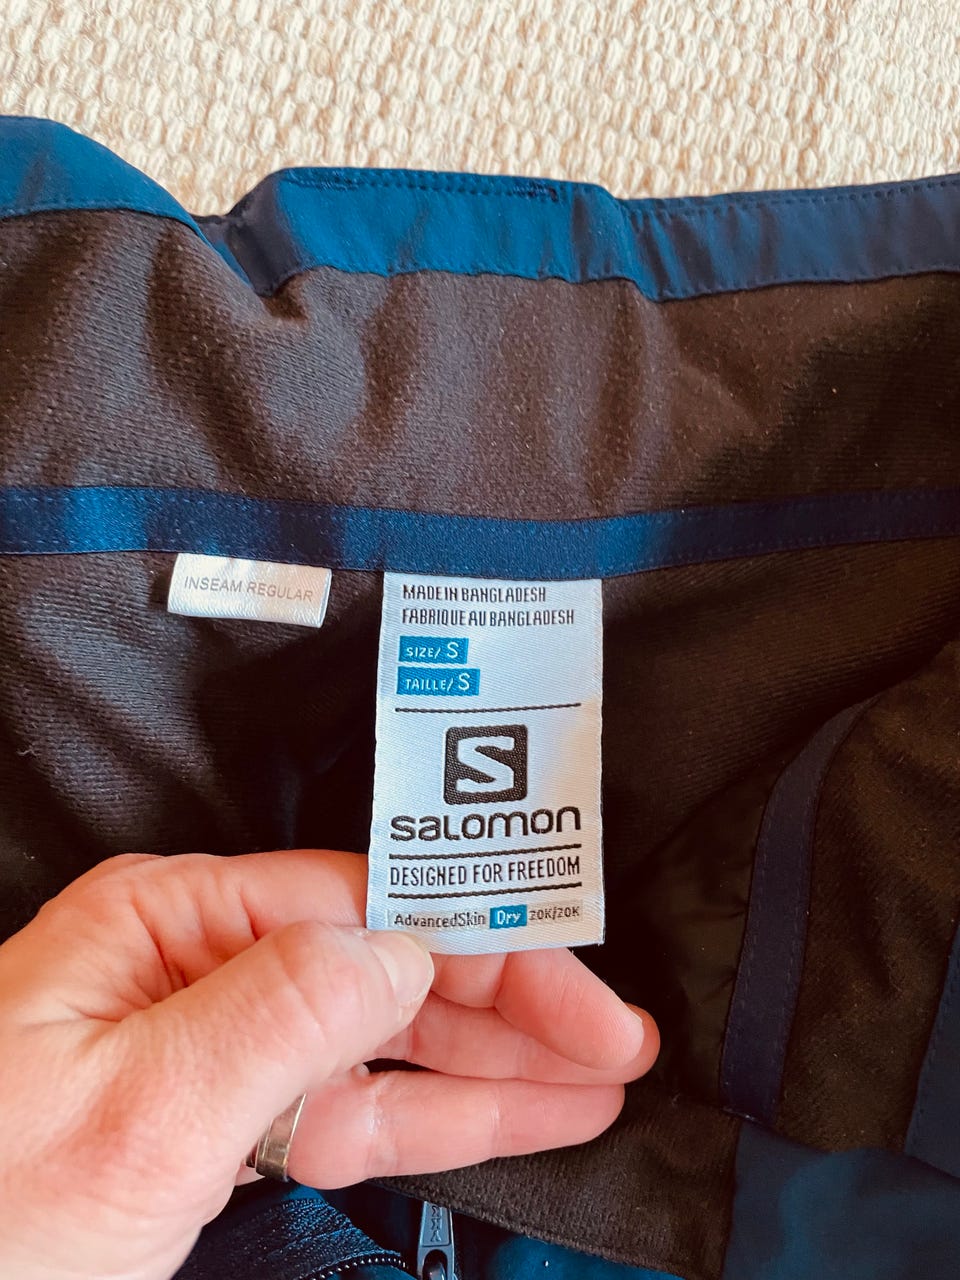 INSEAM REGULAR
MADE IN BANGLADESH
FABRIQUE AU BANGLADESH
SIZE/ S
TAILLE/ S
S
salomon
DESIGNED FOR FREEDOM
AdvancedSkin Dry 20K/20K